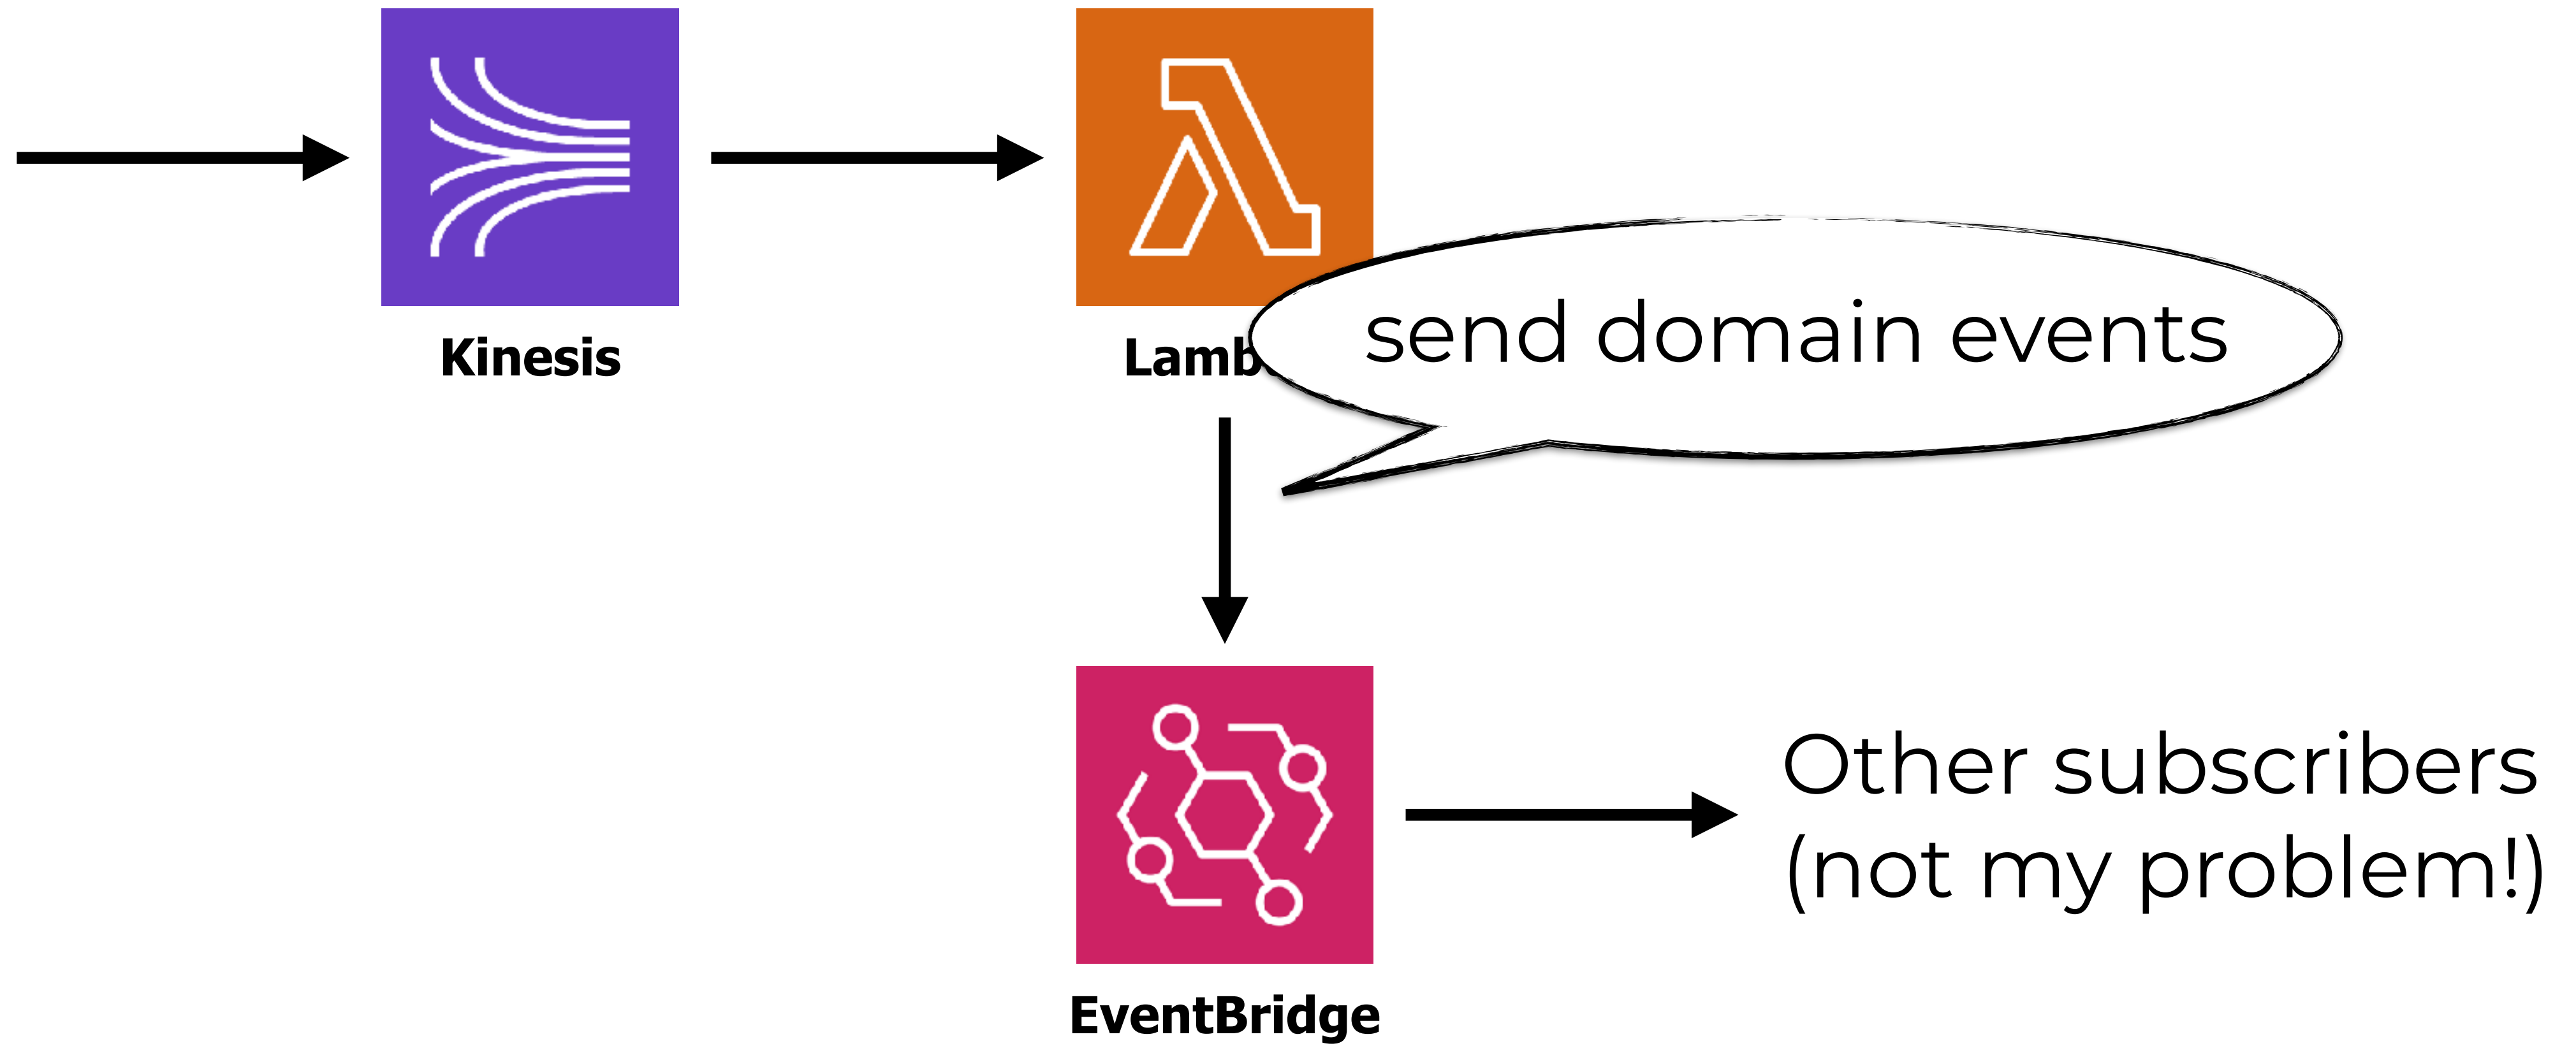 Kinesis
Lamb
send domain events
Other subscribers
(not my problem!)
EventBridge